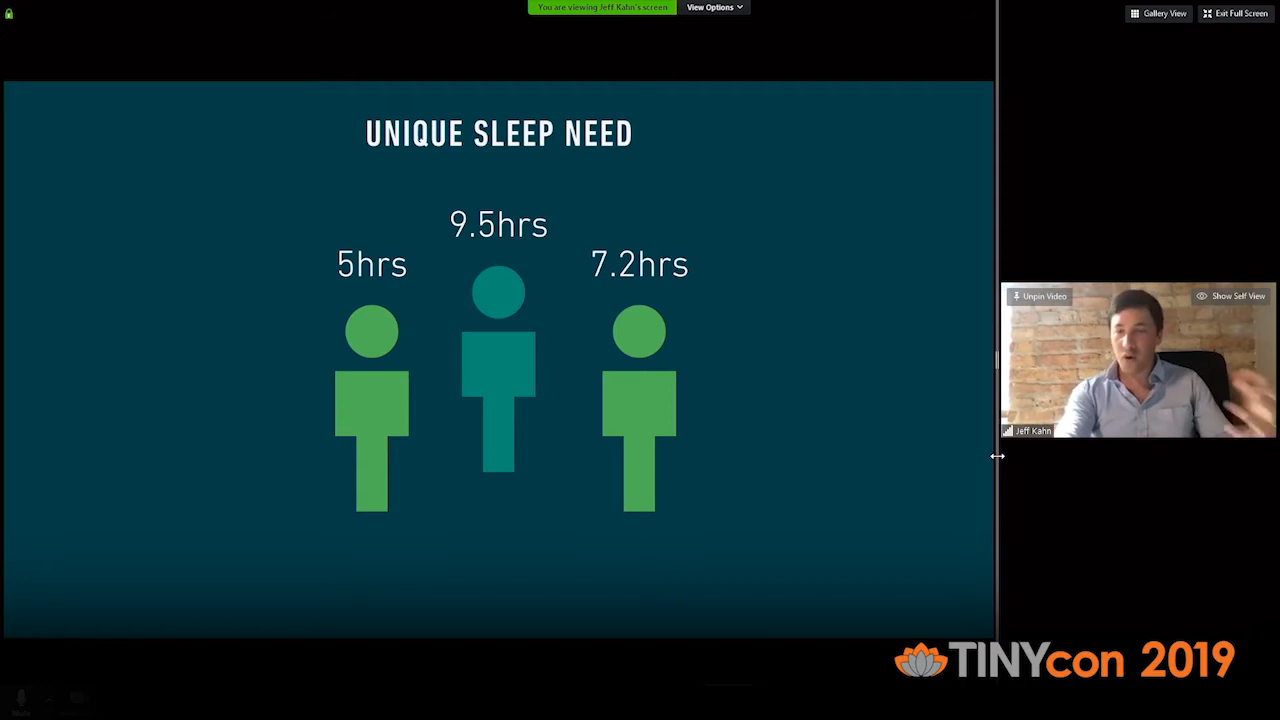 You are viewing Jeff Kahn's screen
View Options
Gallery View
Exit Full Screen
UNIQUE SLEEP NEED
9.5hrs
5hrs
7.2hrs
Unpin Video
Show Self View
Jeff Kahn
TINYcon 2019